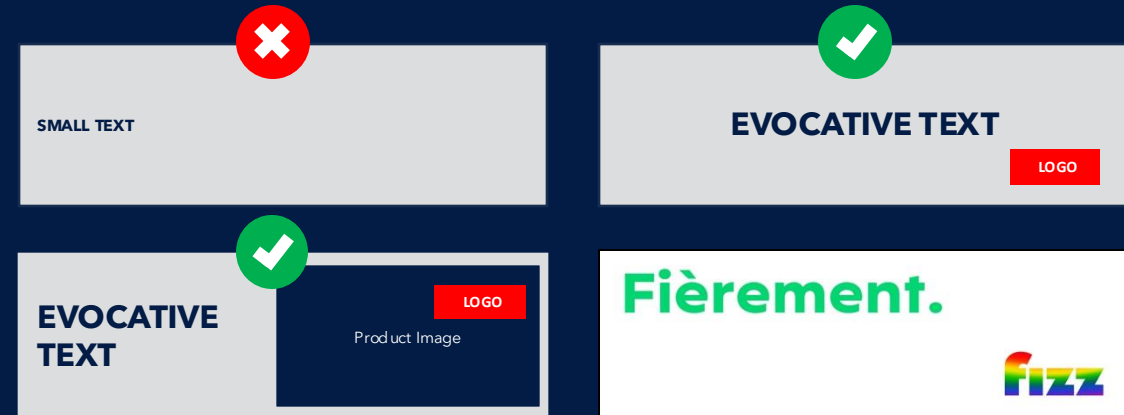 SMALL TEXT
EVOCATIVE TEXT
LOGO
EVOCATIVE
TEXT
LOGO
Product Image
Fièrement.
fizz